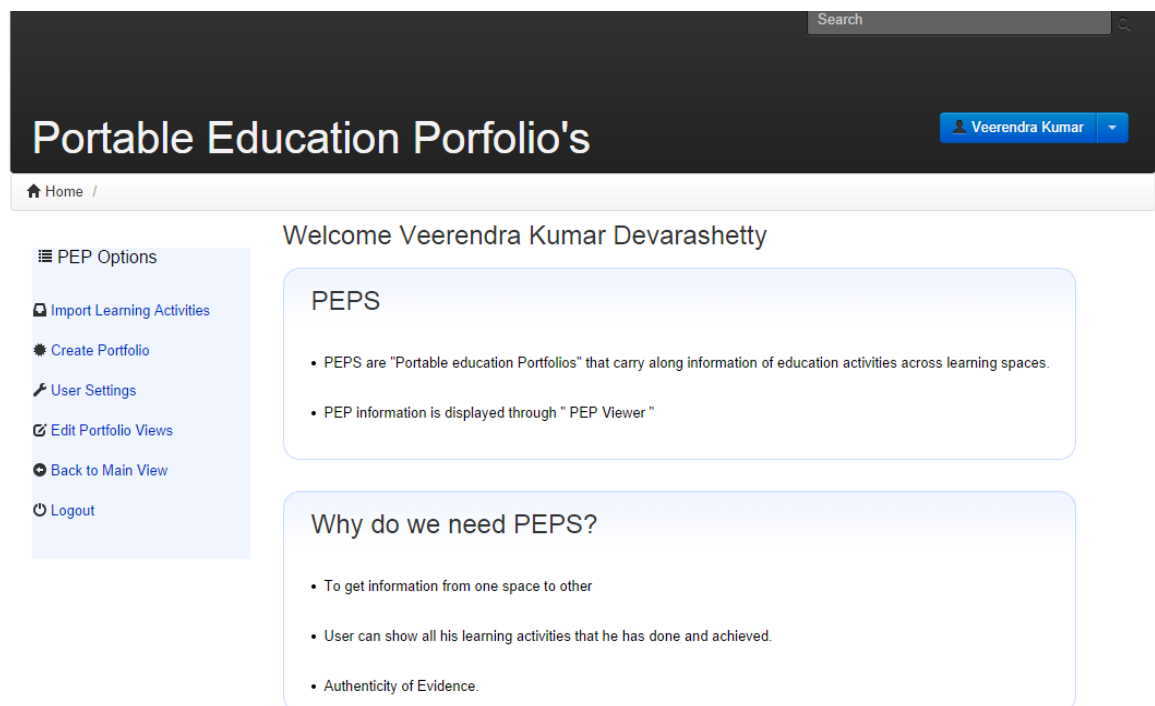 Search
Portable Education Porfolio's
Veerendra Kumar
Home /
PEP Options
Import Learning Activities
Create Portfolio
User Settings
Edit Portfolio Views
Back to Main View
Logout
Welcome Veerendra Kumar Devarashetty
PEPS
• PEPS are "Portable education Portfolios" that carry along information of education activities across learning spaces.
• PEP information is displayed through " PEP Viewer "
Why do we need PEPS?
• To get information from one space to other
• User can show all his learning activities that he has done and achieved.
• Authenticity of Evidence.